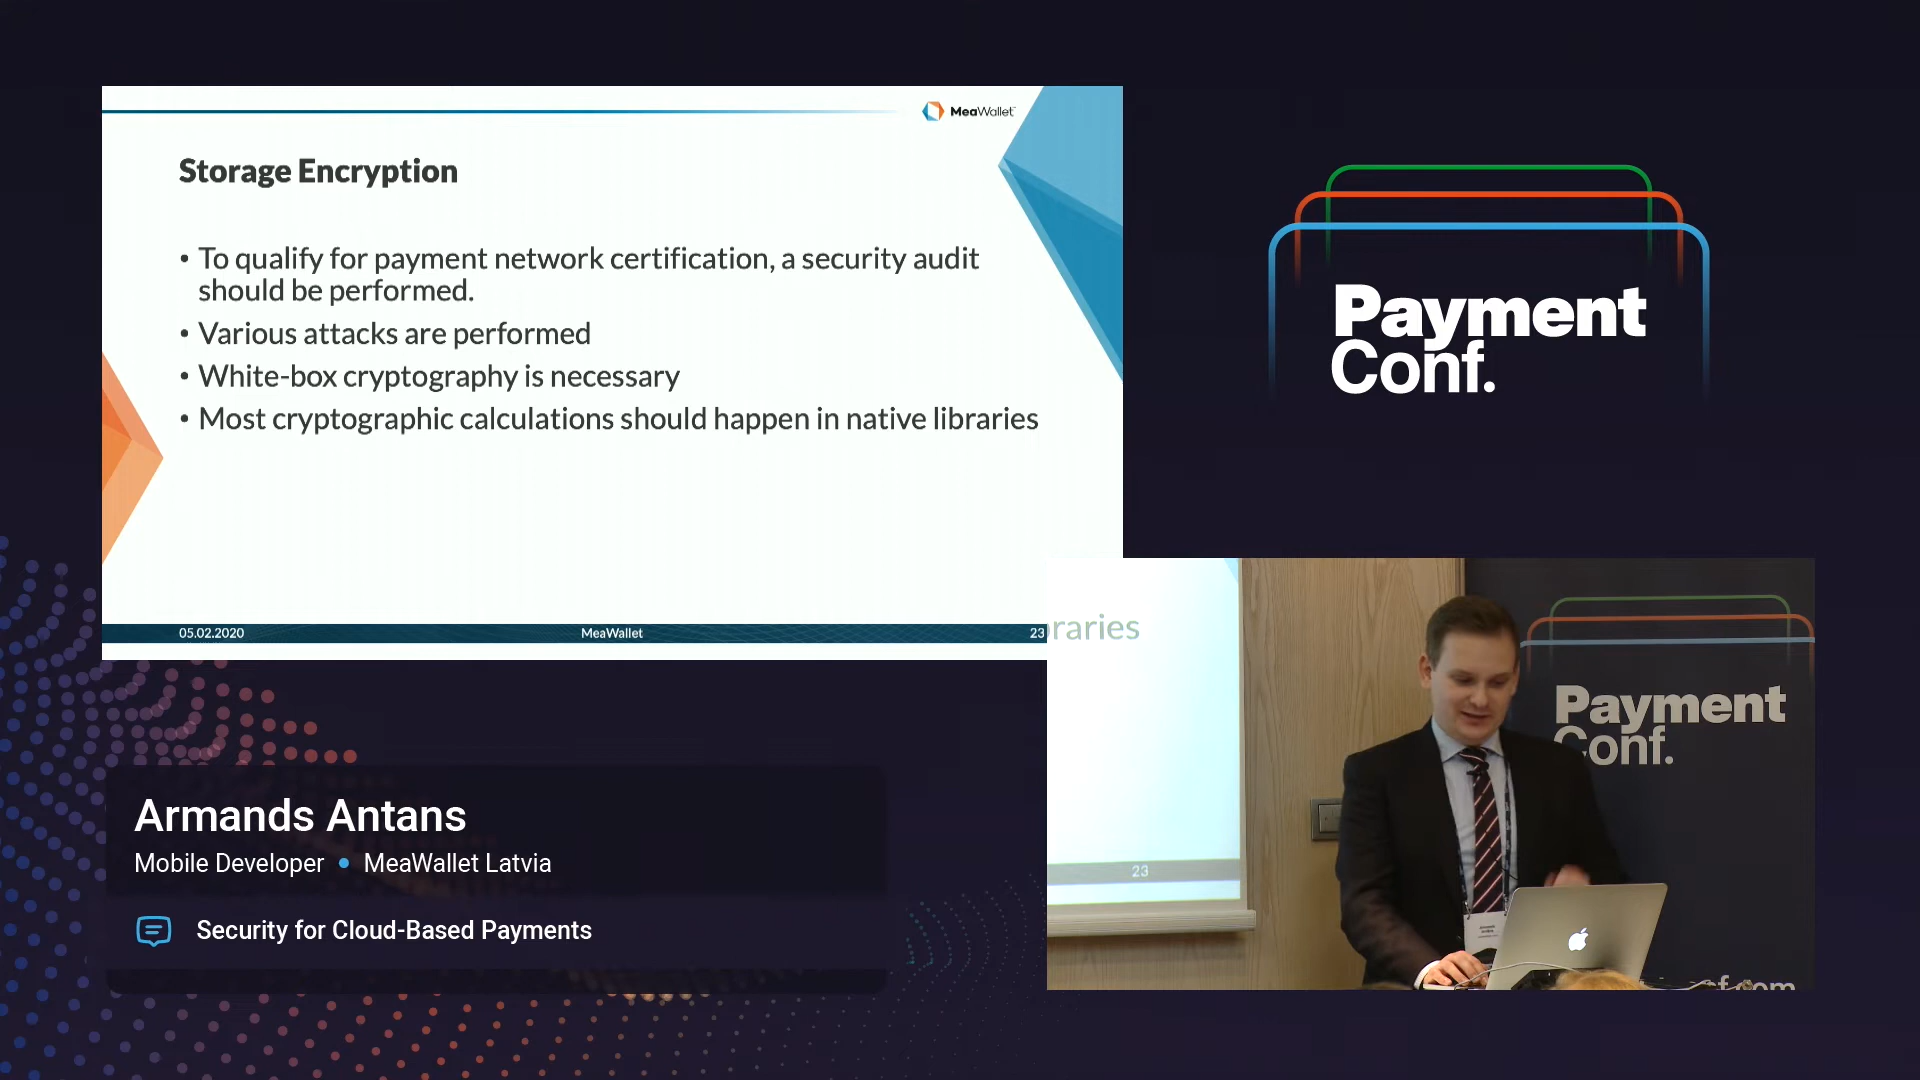 MeaWallet
Storage Encryption
• To qualify for payment network certification, a security audit
should be performed.
• Various attacks are performed
• White-box cryptography is necessary
• Most cryptographic calculations should happen in native libraries
05.02.2020 MeaWallet 23
Payment
Conf.
raries
23
Payment
Conf.
Armands Antans
Mobile Developer • MeaWallet Latvia
Security for Cloud-Based Payments